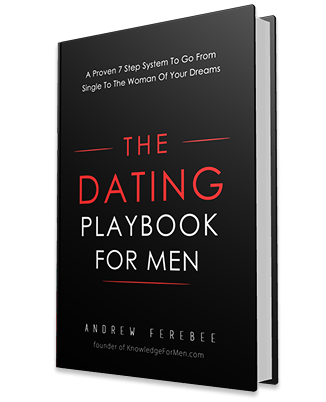 A Proven 7 Step System To Go From
Single To The Woman Of Your Dreams
THE
DATING
PLAYBOOK
FOR MEN
ANDREW FEREBEE
founder of KnowledgeForMen.com